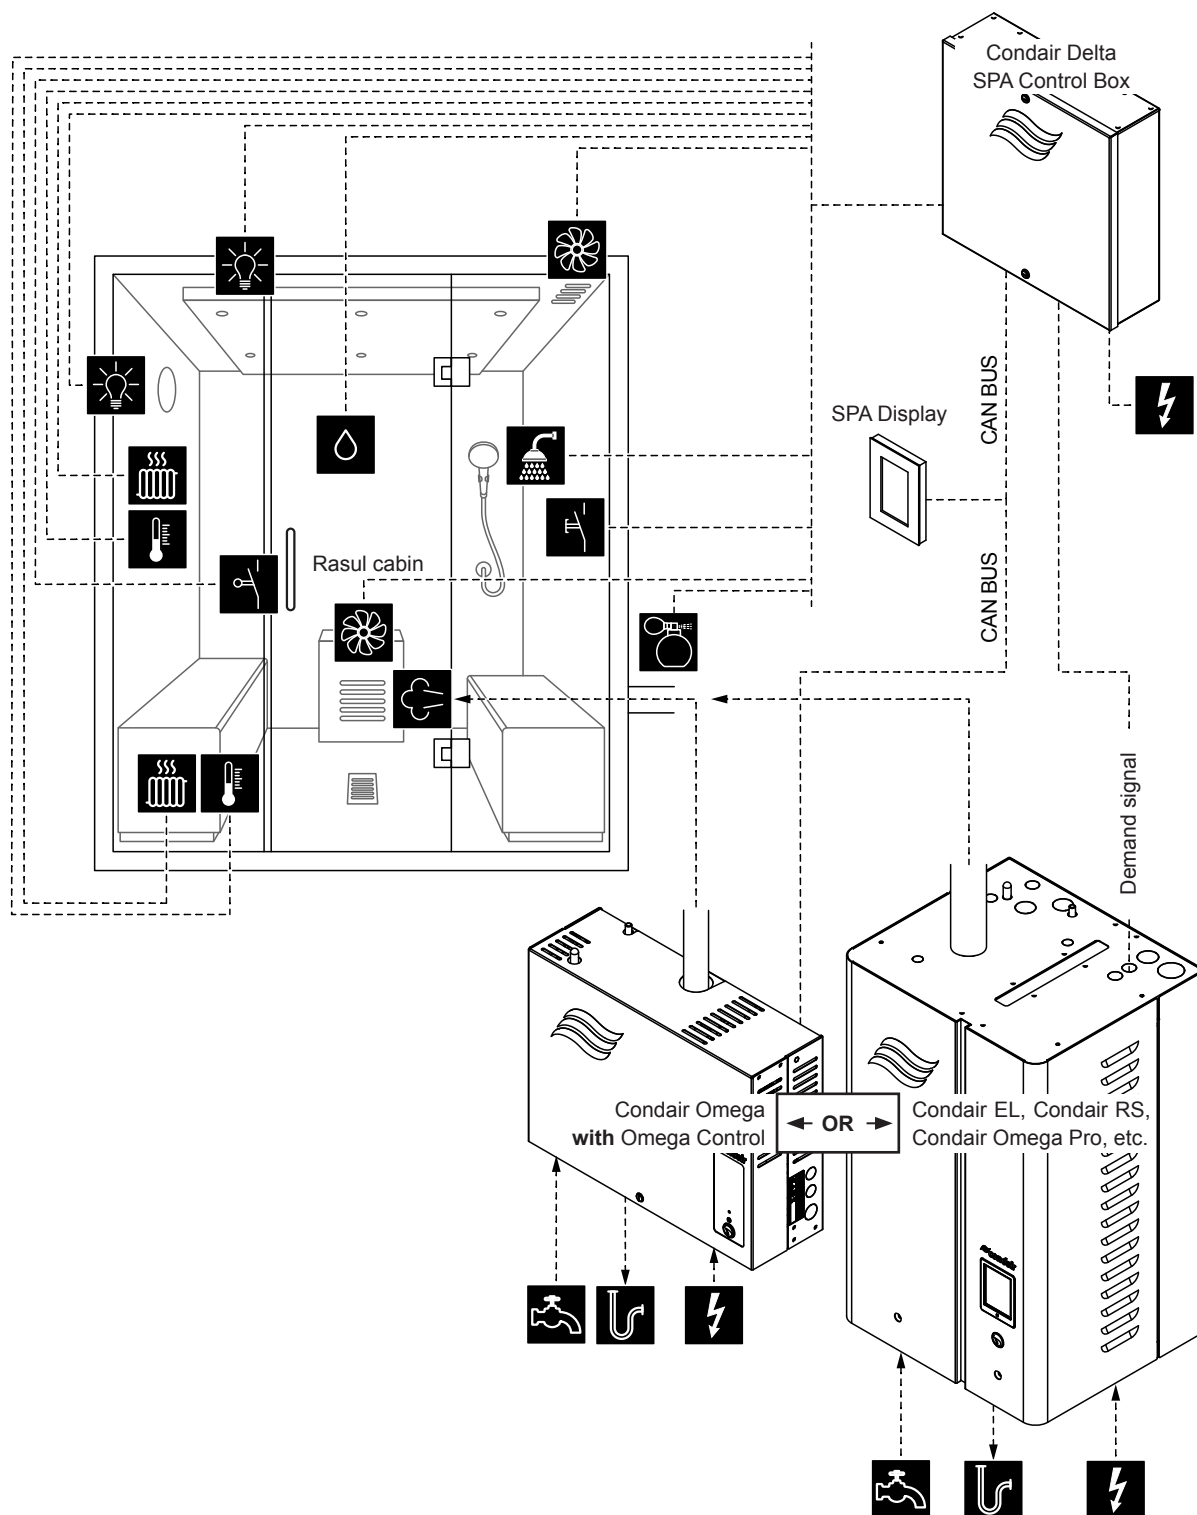 Condair Delta
SPA Control Box
CAN BUS
SPA Display
CAN BUS
Rasul cabin
Demand signal
Condair Omega
with Omega Control
OR
Condair EL, Condair RS,
Condair Omega Pro, etc.